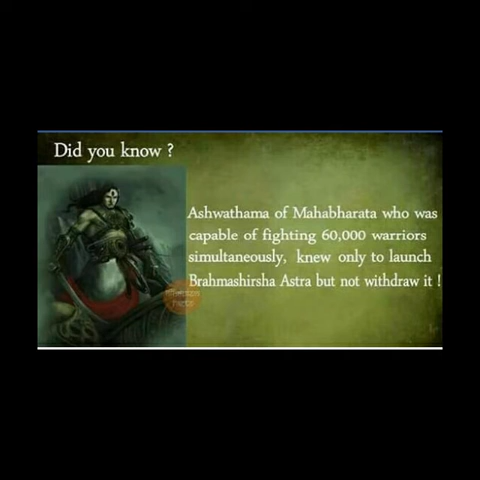 Did you know ?
Ashwathama of Mahabharata who was
capable of fighting 60,000 warriors
simultaneously, knew only to launch
Brahmashirsha Astra but not withdraw it !
facts